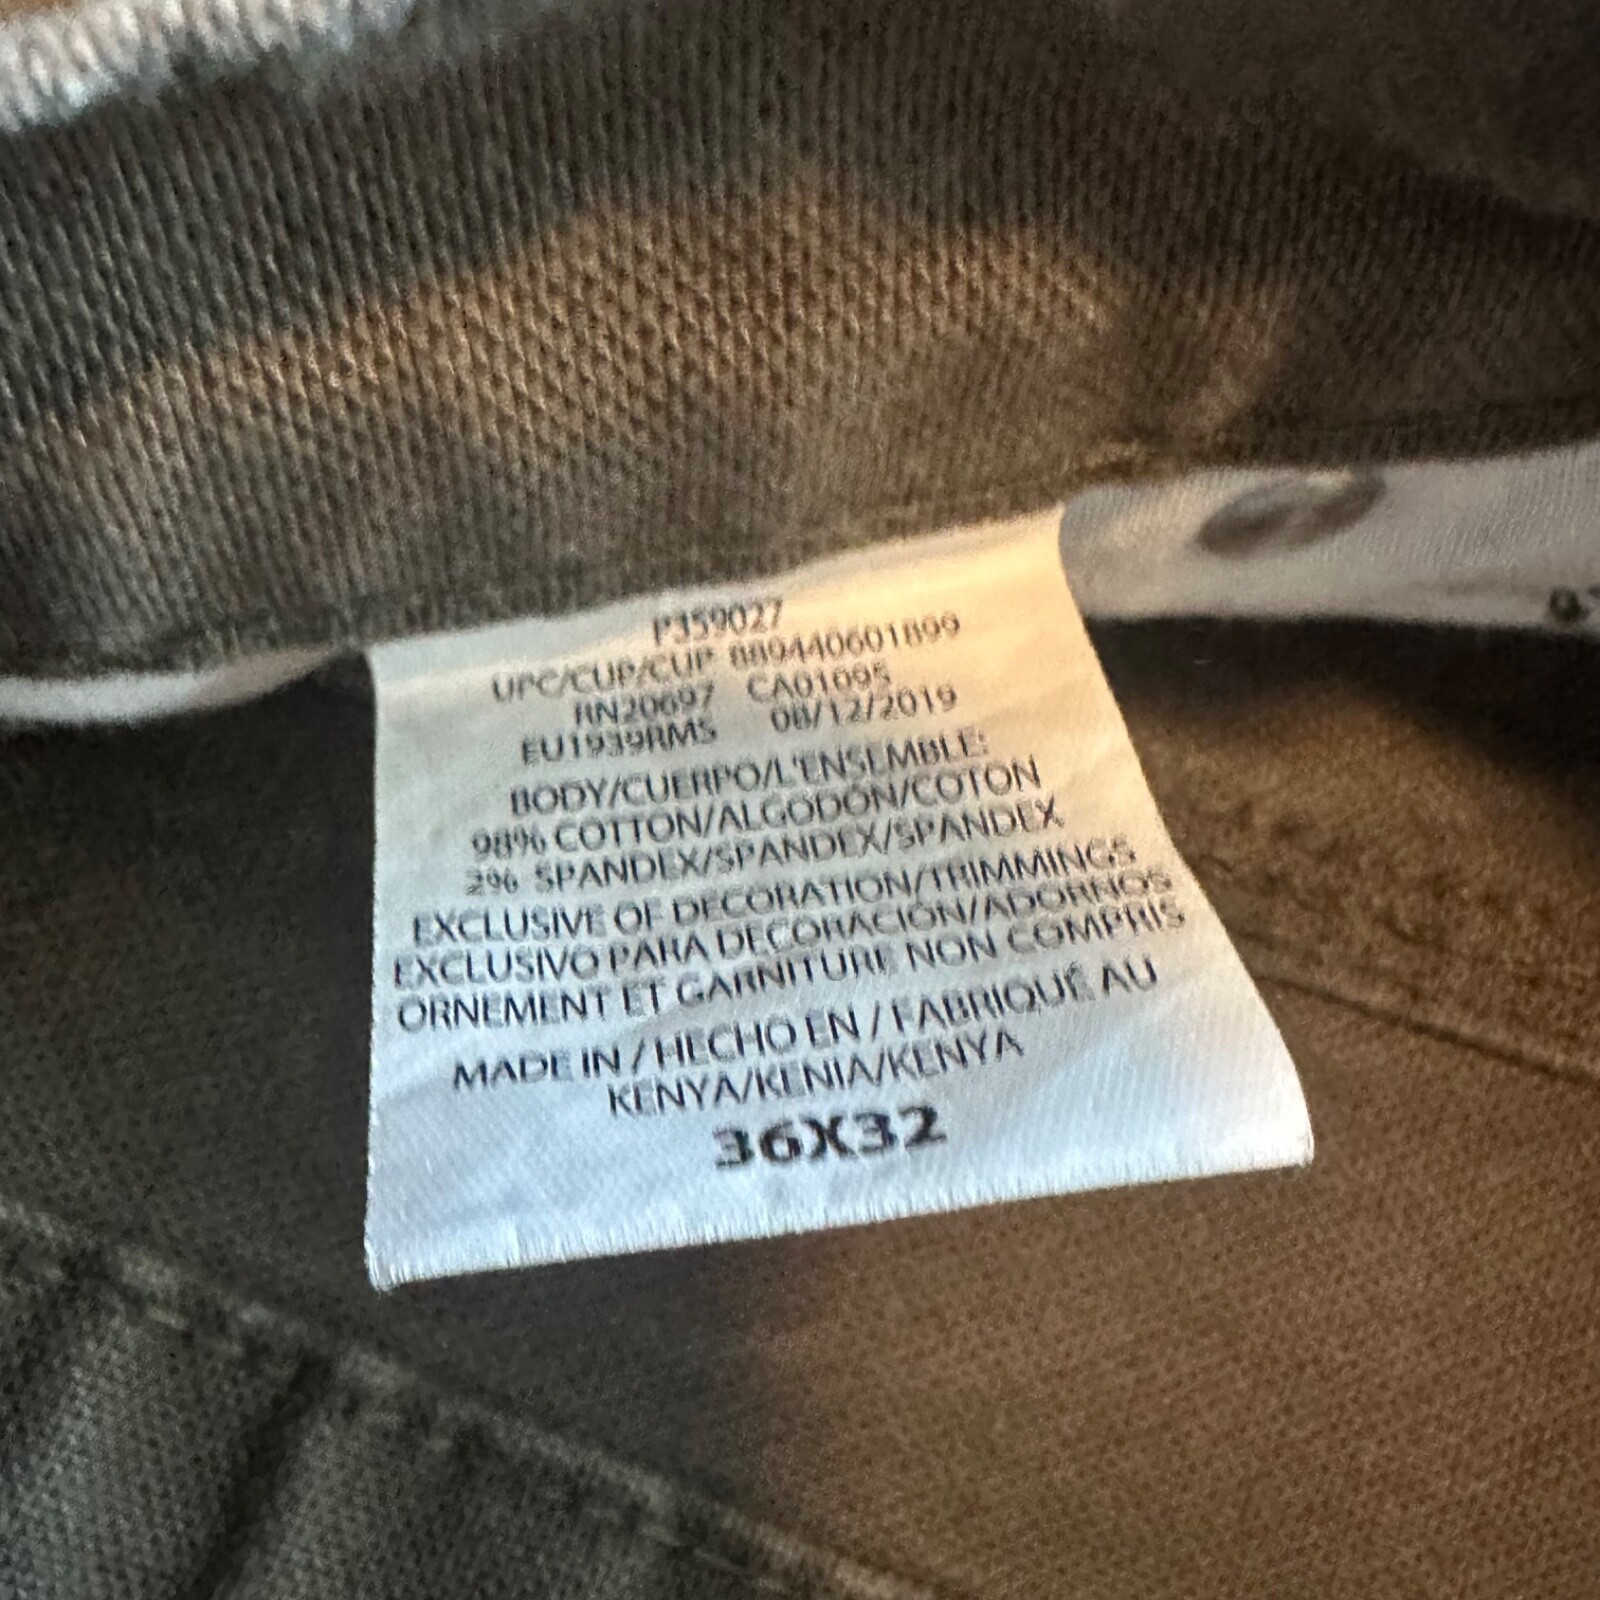 P359027
UPC/CUP/CUP 889440601899
RN20697 CA01095
EU1939RMS 08/12/2019
BODY/CUERPO/L'ENSEMBLE:
98% COTTON/ALGODÓN/COTON
2% SPANDEX/SPANDEX/SPANDEX
EXCLUSIVE OF DECORATION/TRIMMINGS
EXCLUSIVO PARA DECORACIÓN/ADORNOS
ORNEMENT ET GARNITURE NON COMPRIS
MADE IN / HECHO EN / FABRIQUÉ AU
KENYA/KENIA/KENYA
36X32